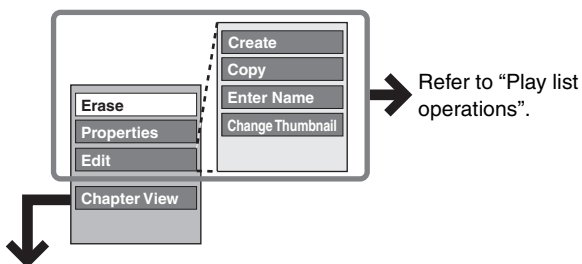 Create
Copy
Enter Name
Change Thumbnail
Erase
Properties
Edit
Chapter View
Refer to “Play list
operations”.